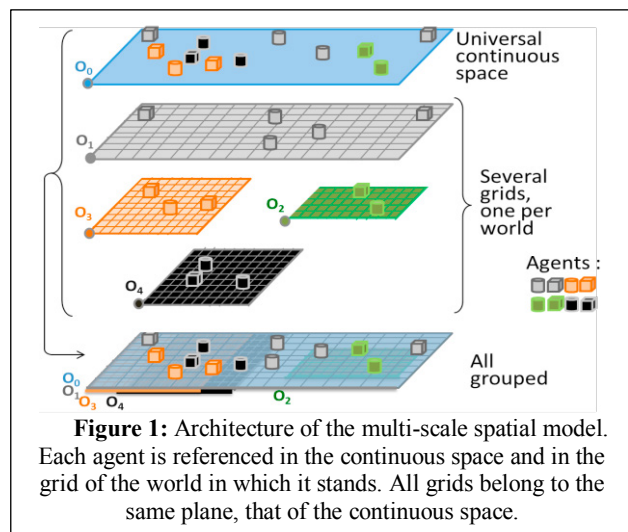 Universal
continuous
space
O₀
O₁
Several
grids,
one per
world
O₃
O₂
O₄
Agents :
All
grouped
O₀
O₁
O₃ O₄
O₂
Figure 1: Architecture of the multi-scale spatial model.
Each agent is referenced in the continuous space and in the
grid of the world in which it stands. All grids belong to the
same plane, that of the continuous space.